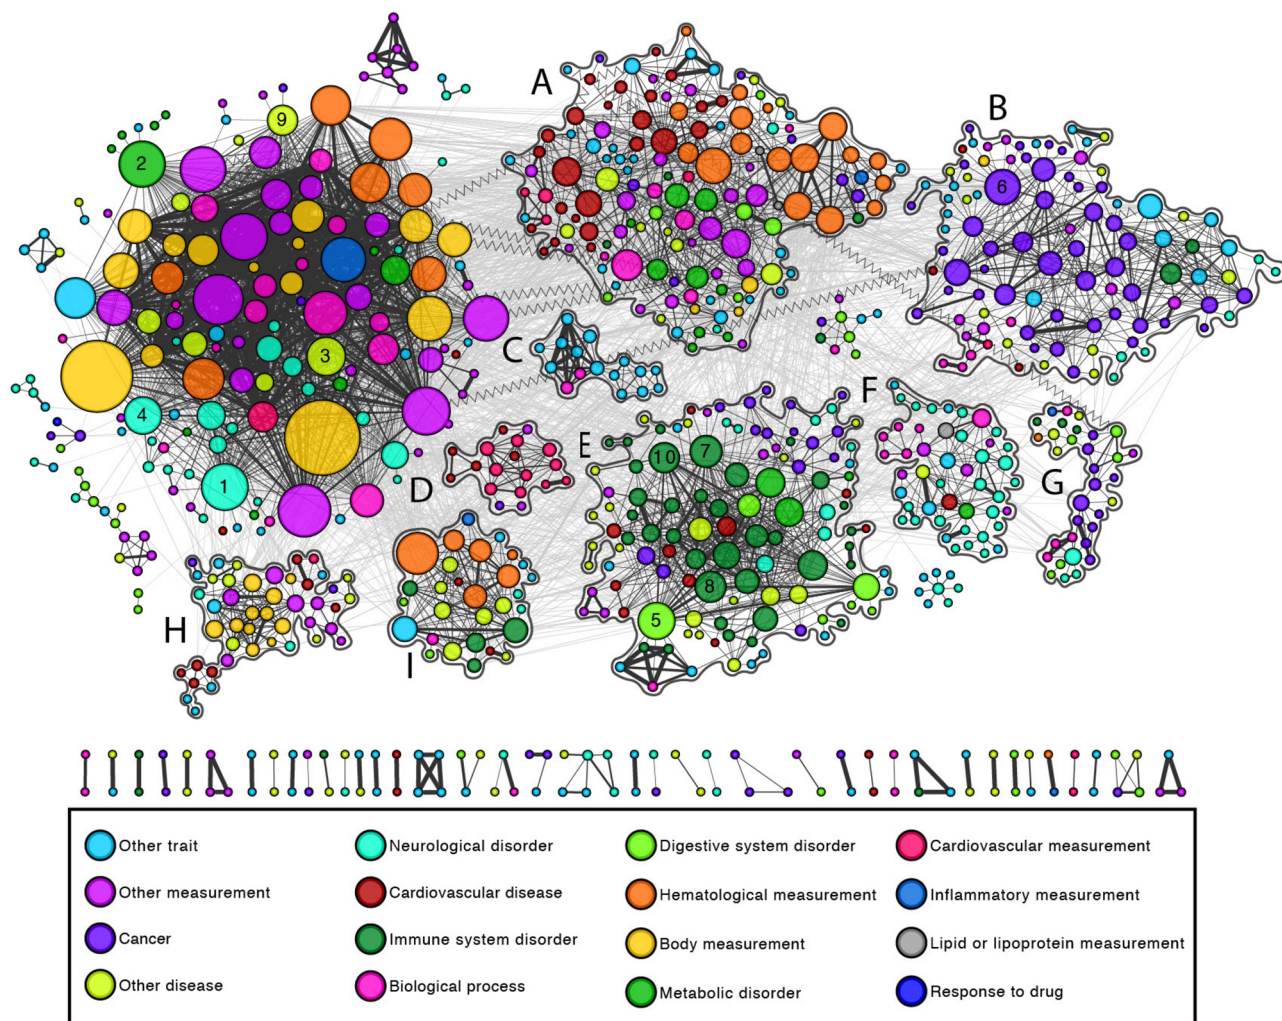 A
B
9
2
6
3
C
4
F
E
10
7
1
D
G
8
5
H
I
Other trait
Neurological disorder
Digestive system disorder
Cardiovascular measurement
Other measurement
Cardiovascular disease
Hematological measurement
Inflammatory measurement
Cancer
Immune system disorder
Body measurement
Lipid or lipoprotein measurement
Other disease
Biological process
Metabolic disorder
Response to drug